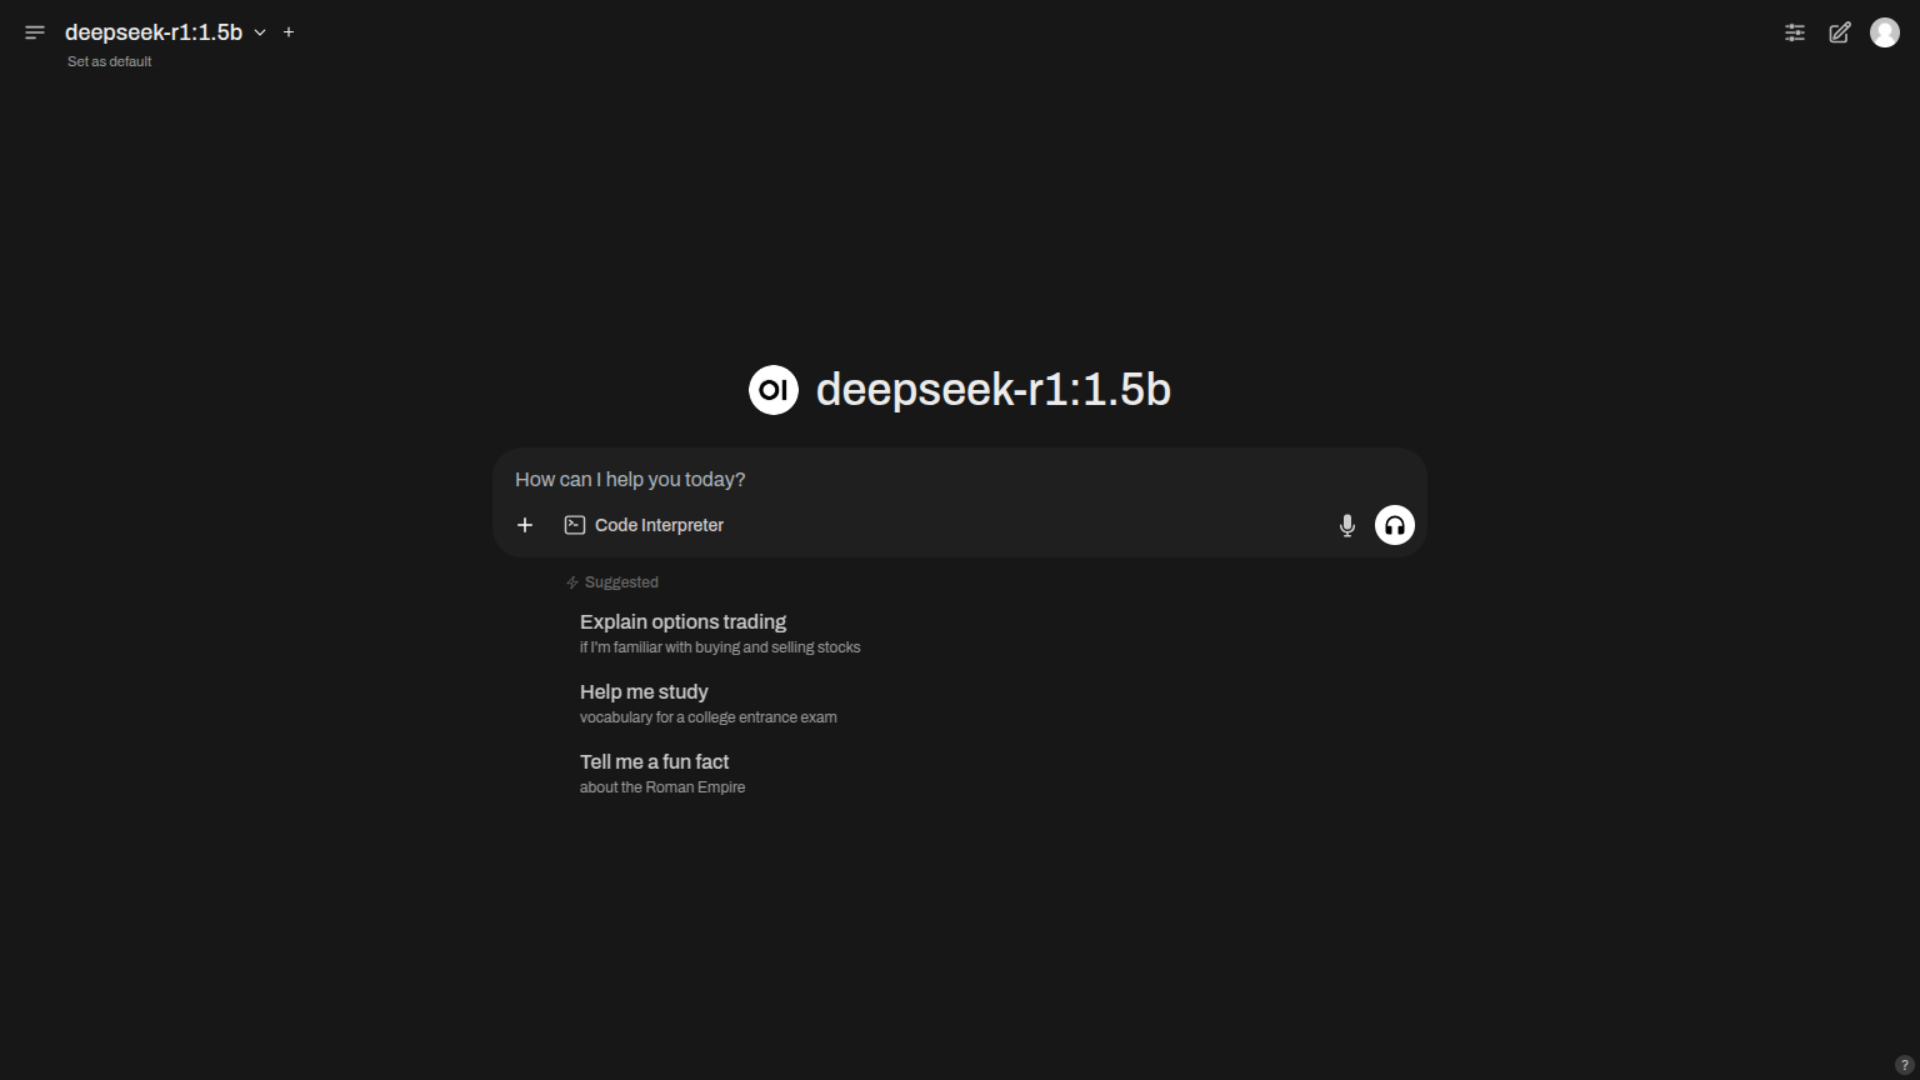 deepseek-r1:1.5b
Set as default
OI deepseek-r1:1.5b
How can I help you today?
Code Interpreter
Suggested
Explain options trading
if I'm familiar with buying and selling stocks
Help me study
vocabulary for a college entrance exam
Tell me a fun fact
about the Roman Empire
?